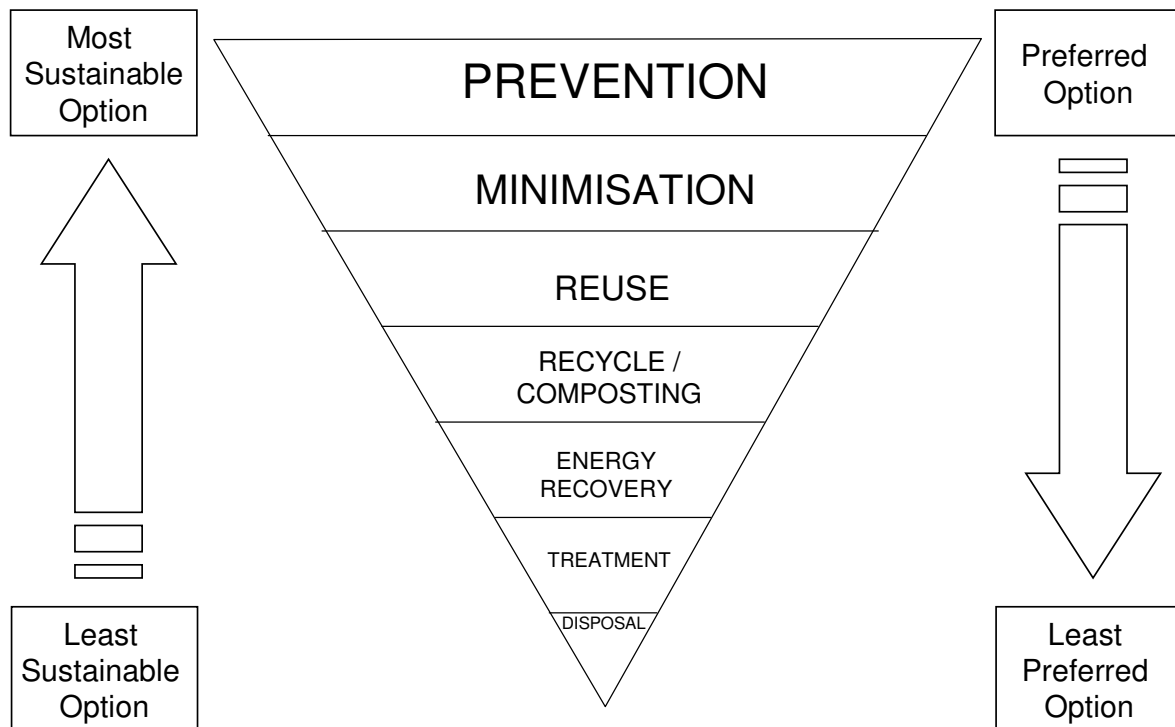 Most
Sustainable
Option
PREVENTION
Preferred
Option
MINIMISATION
REUSE
RECYCLE /
COMPOSTING
ENERGY
RECOVERY
TREATMENT
DISPOSAL
Least
Sustainable
Option
Least
Preferred
Option